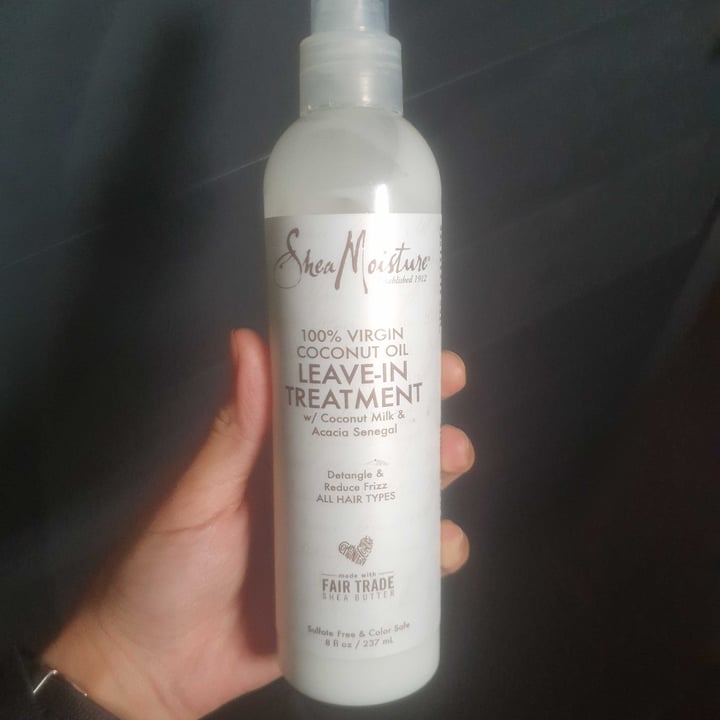 SheaMoisture
established 1912
100% VIRGIN
COCONUT OIL
LEAVE-IN
TREATMENT
w/ Coconut Milk &
Acacia Senegal
Detangle &
Reduce Frizz
ALL HAIR TYPES
made with
FAIR TRADE
SHEA BUTTER
Sulfate Free & Color Safe
8 fl oz / 237 mL